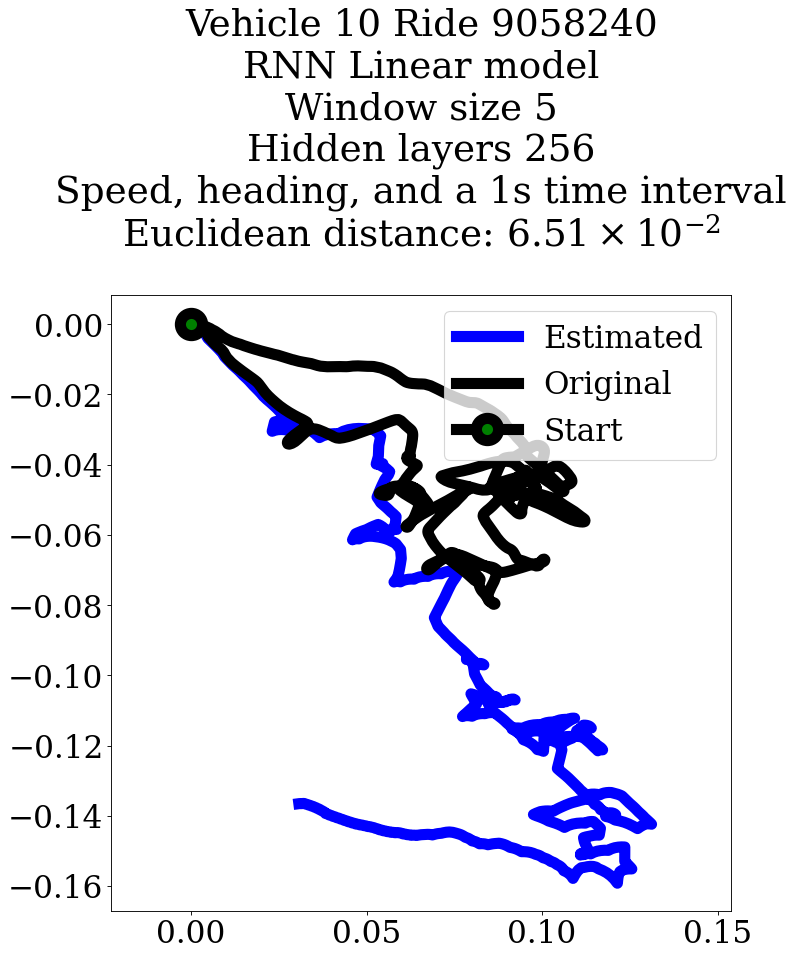 Vehicle 10 Ride 9058240
RNN Linear model
Window size 5
Hidden layers 256
Speed, heading, and a 1s time interval
Euclidean distance: 6.51 × 10⁻²
Estimated
Original
Start
0.00
−0.02
−0.04
−0.06
−0.08
−0.10
−0.12
−0.14
−0.16
0.00 0.05 0.10 0.15